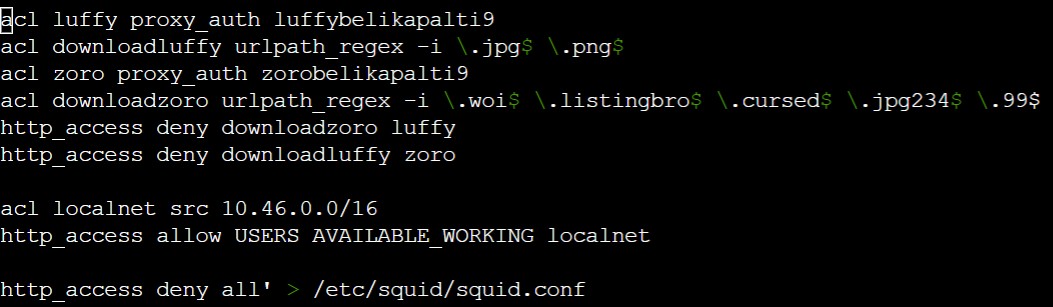 acl luffy proxy_auth luffybelikapalti9
acl downloadluffy urlpath_regex -i \.jpg$ \.png$
acl zoro proxy_auth zorobelikapalti9
acl downloadzoro urlpath_regex -i \.woi$ \.listingbro$ \.cursed$ \.jpg234$ \.99$
http_access deny downloadzoro luffy
http_access deny downloadluffy zoro
acl localnet src 10.46.0.0/16
http_access allow USERS AVAILABLE_WORKING localnet
http_access deny all' > /etc/squid/squid.conf